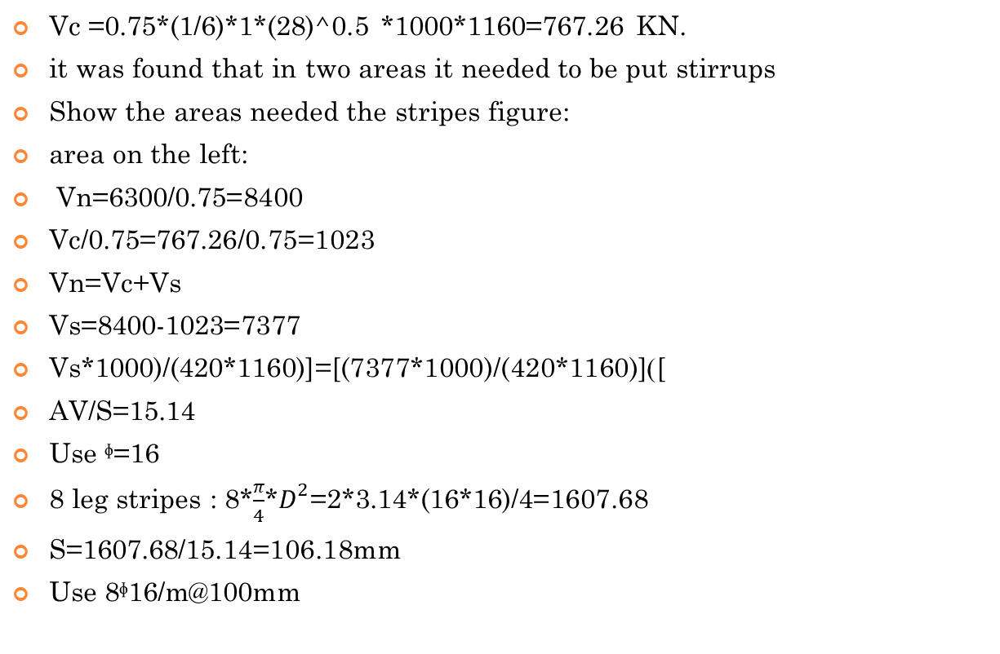 Vc =0.75*(1/6)*1*(28)^0.5 *1000*1160=767.26 KN.
it was found that in two areas it needed to be put stirrups
Show the areas needed the stripes figure:
area on the left:
Vn=6300/0.75=8400
Vc/0.75=767.26/0.75=1023
Vn=Vc+Vs
Vs=8400-1023=7377
Vs*1000)/(420*1160)]=[(7377*1000)/(420*1160)]([
AV/S=15.14
Use ᶲ=16
8 leg stripes : 8*π/4*D²=2*3.14*(16*16)/4=1607.68
S=1607.68/15.14=106.18mm
Use 8ᶲ16/m@100mm